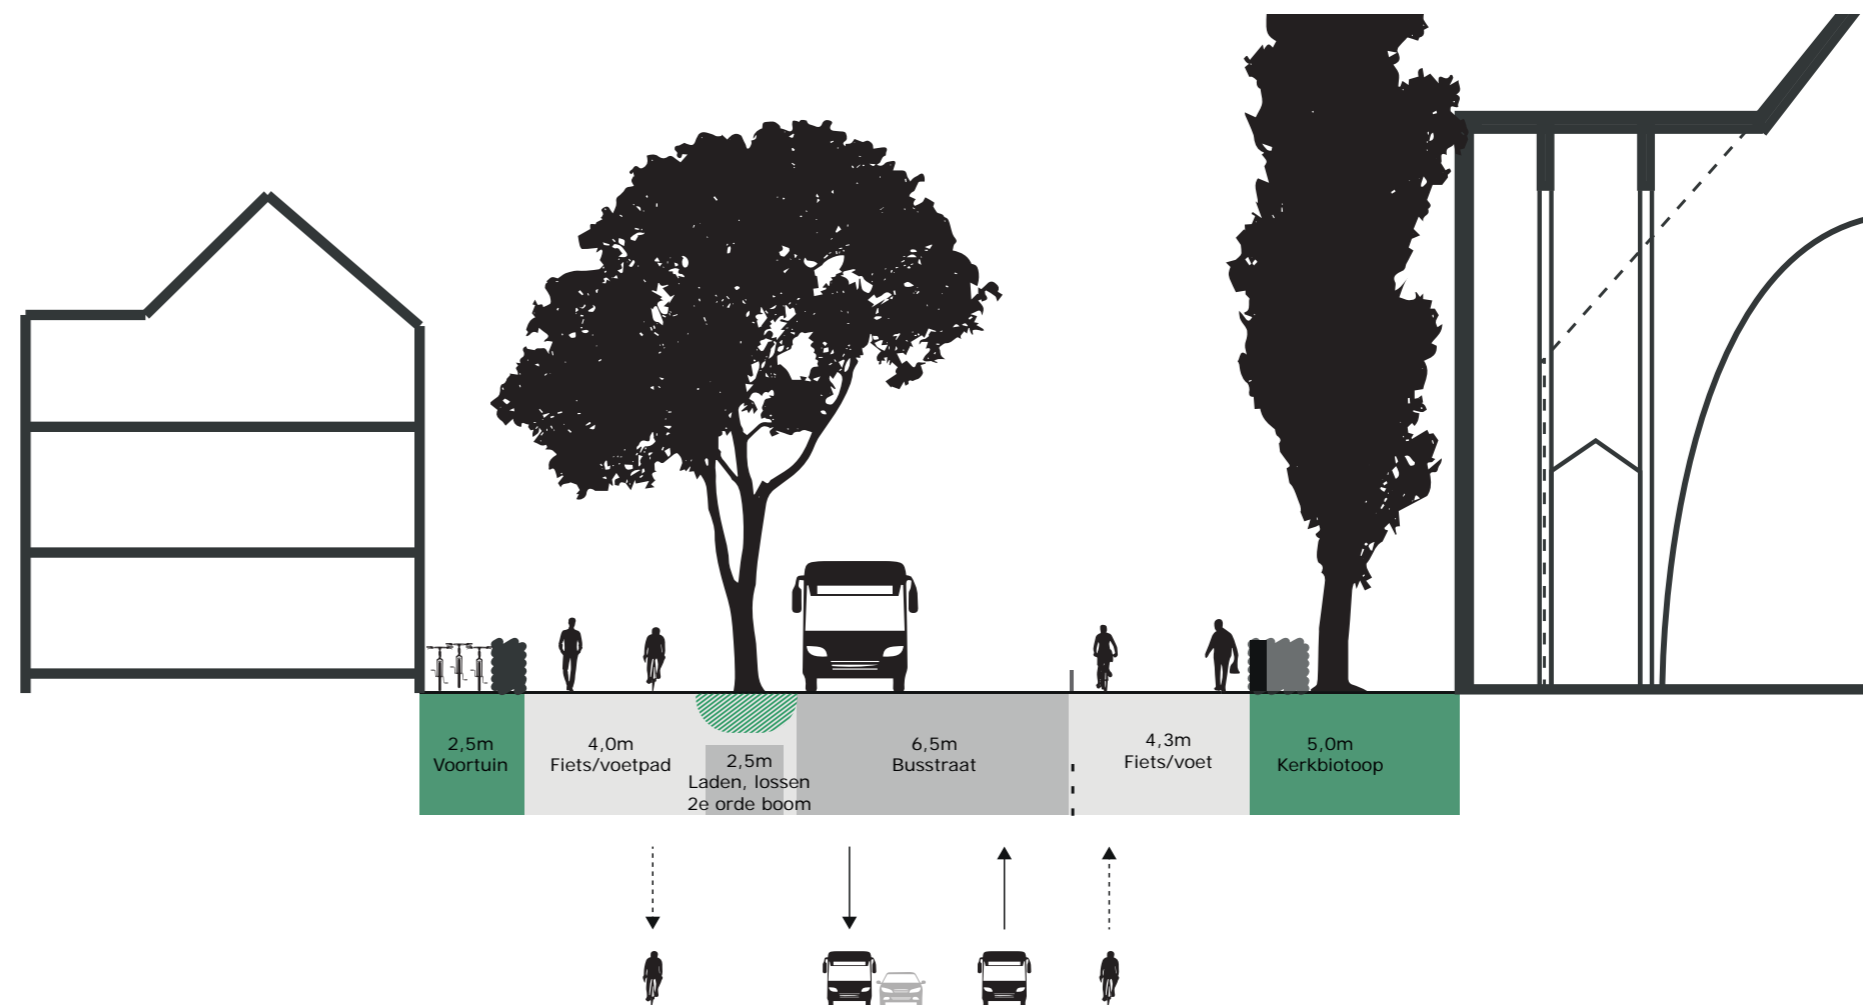 2,5m
Voortuin
4,0m
Fiets/voetpad
2,5m
Laden, lossen
2e orde boom
6,5m
Busstraat
4,3m
Fiets/voet
5,0m
Kerkbiotoop